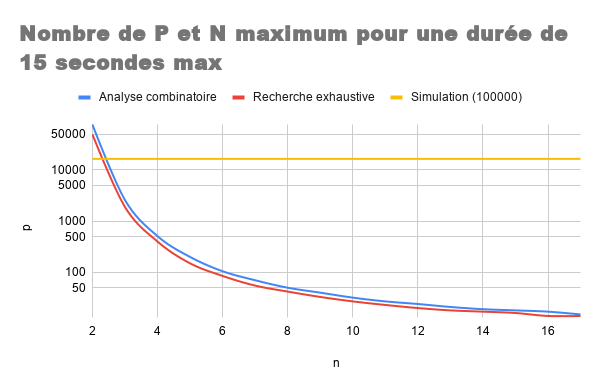 Nombre de P et N maximum pour une durée de
15 secondes max
Analyse combinatoire Recherche exhaustive Simulation (100000)
50000
10000
5000
1000
500
100
50
p
2 4 6 8 10 12 14 16
n